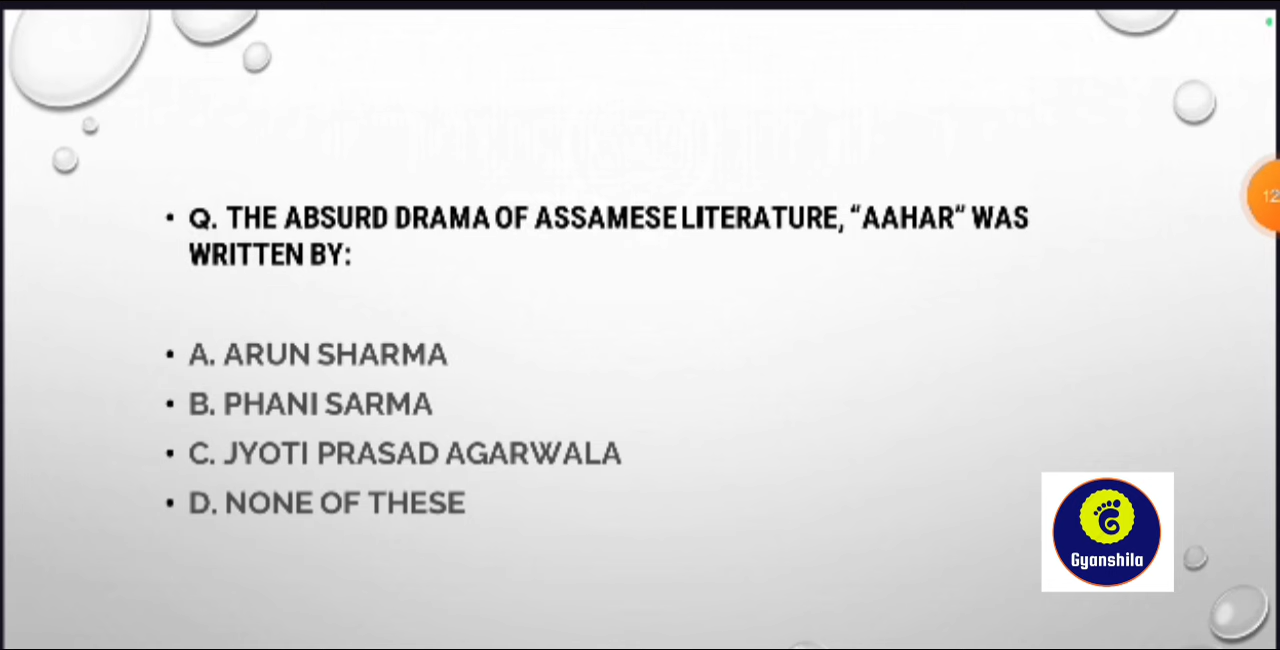 • Q. THE ABSURD DRAMA OF ASSAMESE LITERATURE, “AAHAR” WAS
WRITTEN BY:
• A. ARUN SHARMA
• B. PHANI SARMA
• C. JYOTI PRASAD AGARWALA
• D. NONE OF THESE
12
Gyanshila